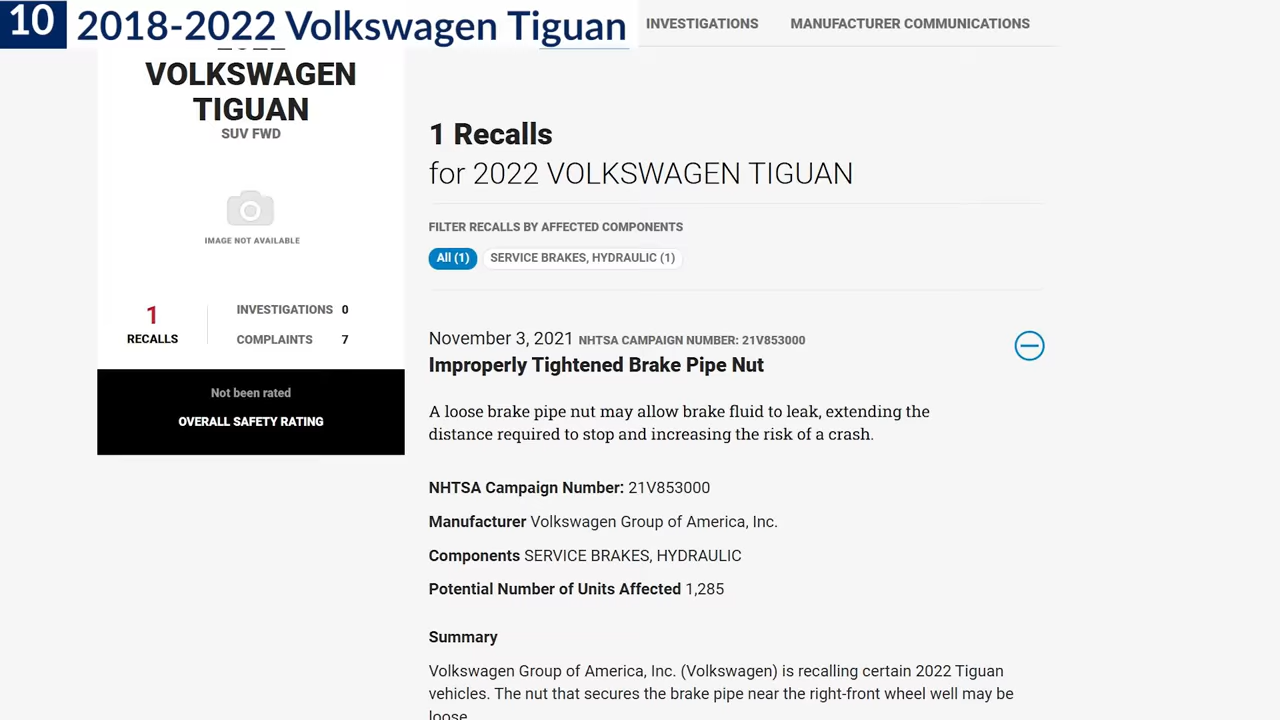 10 2018-2022 Volkswagen Tiguan
INVESTIGATIONS MANUFACTURER COMMUNICATIONS
2022
VOLKSWAGEN
TIGUAN
SUV FWD
IMAGE NOT AVAILABLE
1
RECALLS
INVESTIGATIONS 0
COMPLAINTS 7
Not been rated
OVERALL SAFETY RATING
1 Recalls
for 2022 VOLKSWAGEN TIGUAN
FILTER RECALLS BY AFFECTED COMPONENTS
All (1) SERVICE BRAKES, HYDRAULIC (1)
November 3, 2021 NHTSA CAMPAIGN NUMBER: 21V853000
Improperly Tightened Brake Pipe Nut
A loose brake pipe nut may allow brake fluid to leak, extending the
distance required to stop and increasing the risk of a crash.
NHTSA Campaign Number: 21V853000
Manufacturer Volkswagen Group of America, Inc.
Components SERVICE BRAKES, HYDRAULIC
Potential Number of Units Affected 1,285
Summary
Volkswagen Group of America, Inc. (Volkswagen) is recalling certain 2022 Tiguan
vehicles. The nut that secures the brake pipe near the right-front wheel well may be
loose.